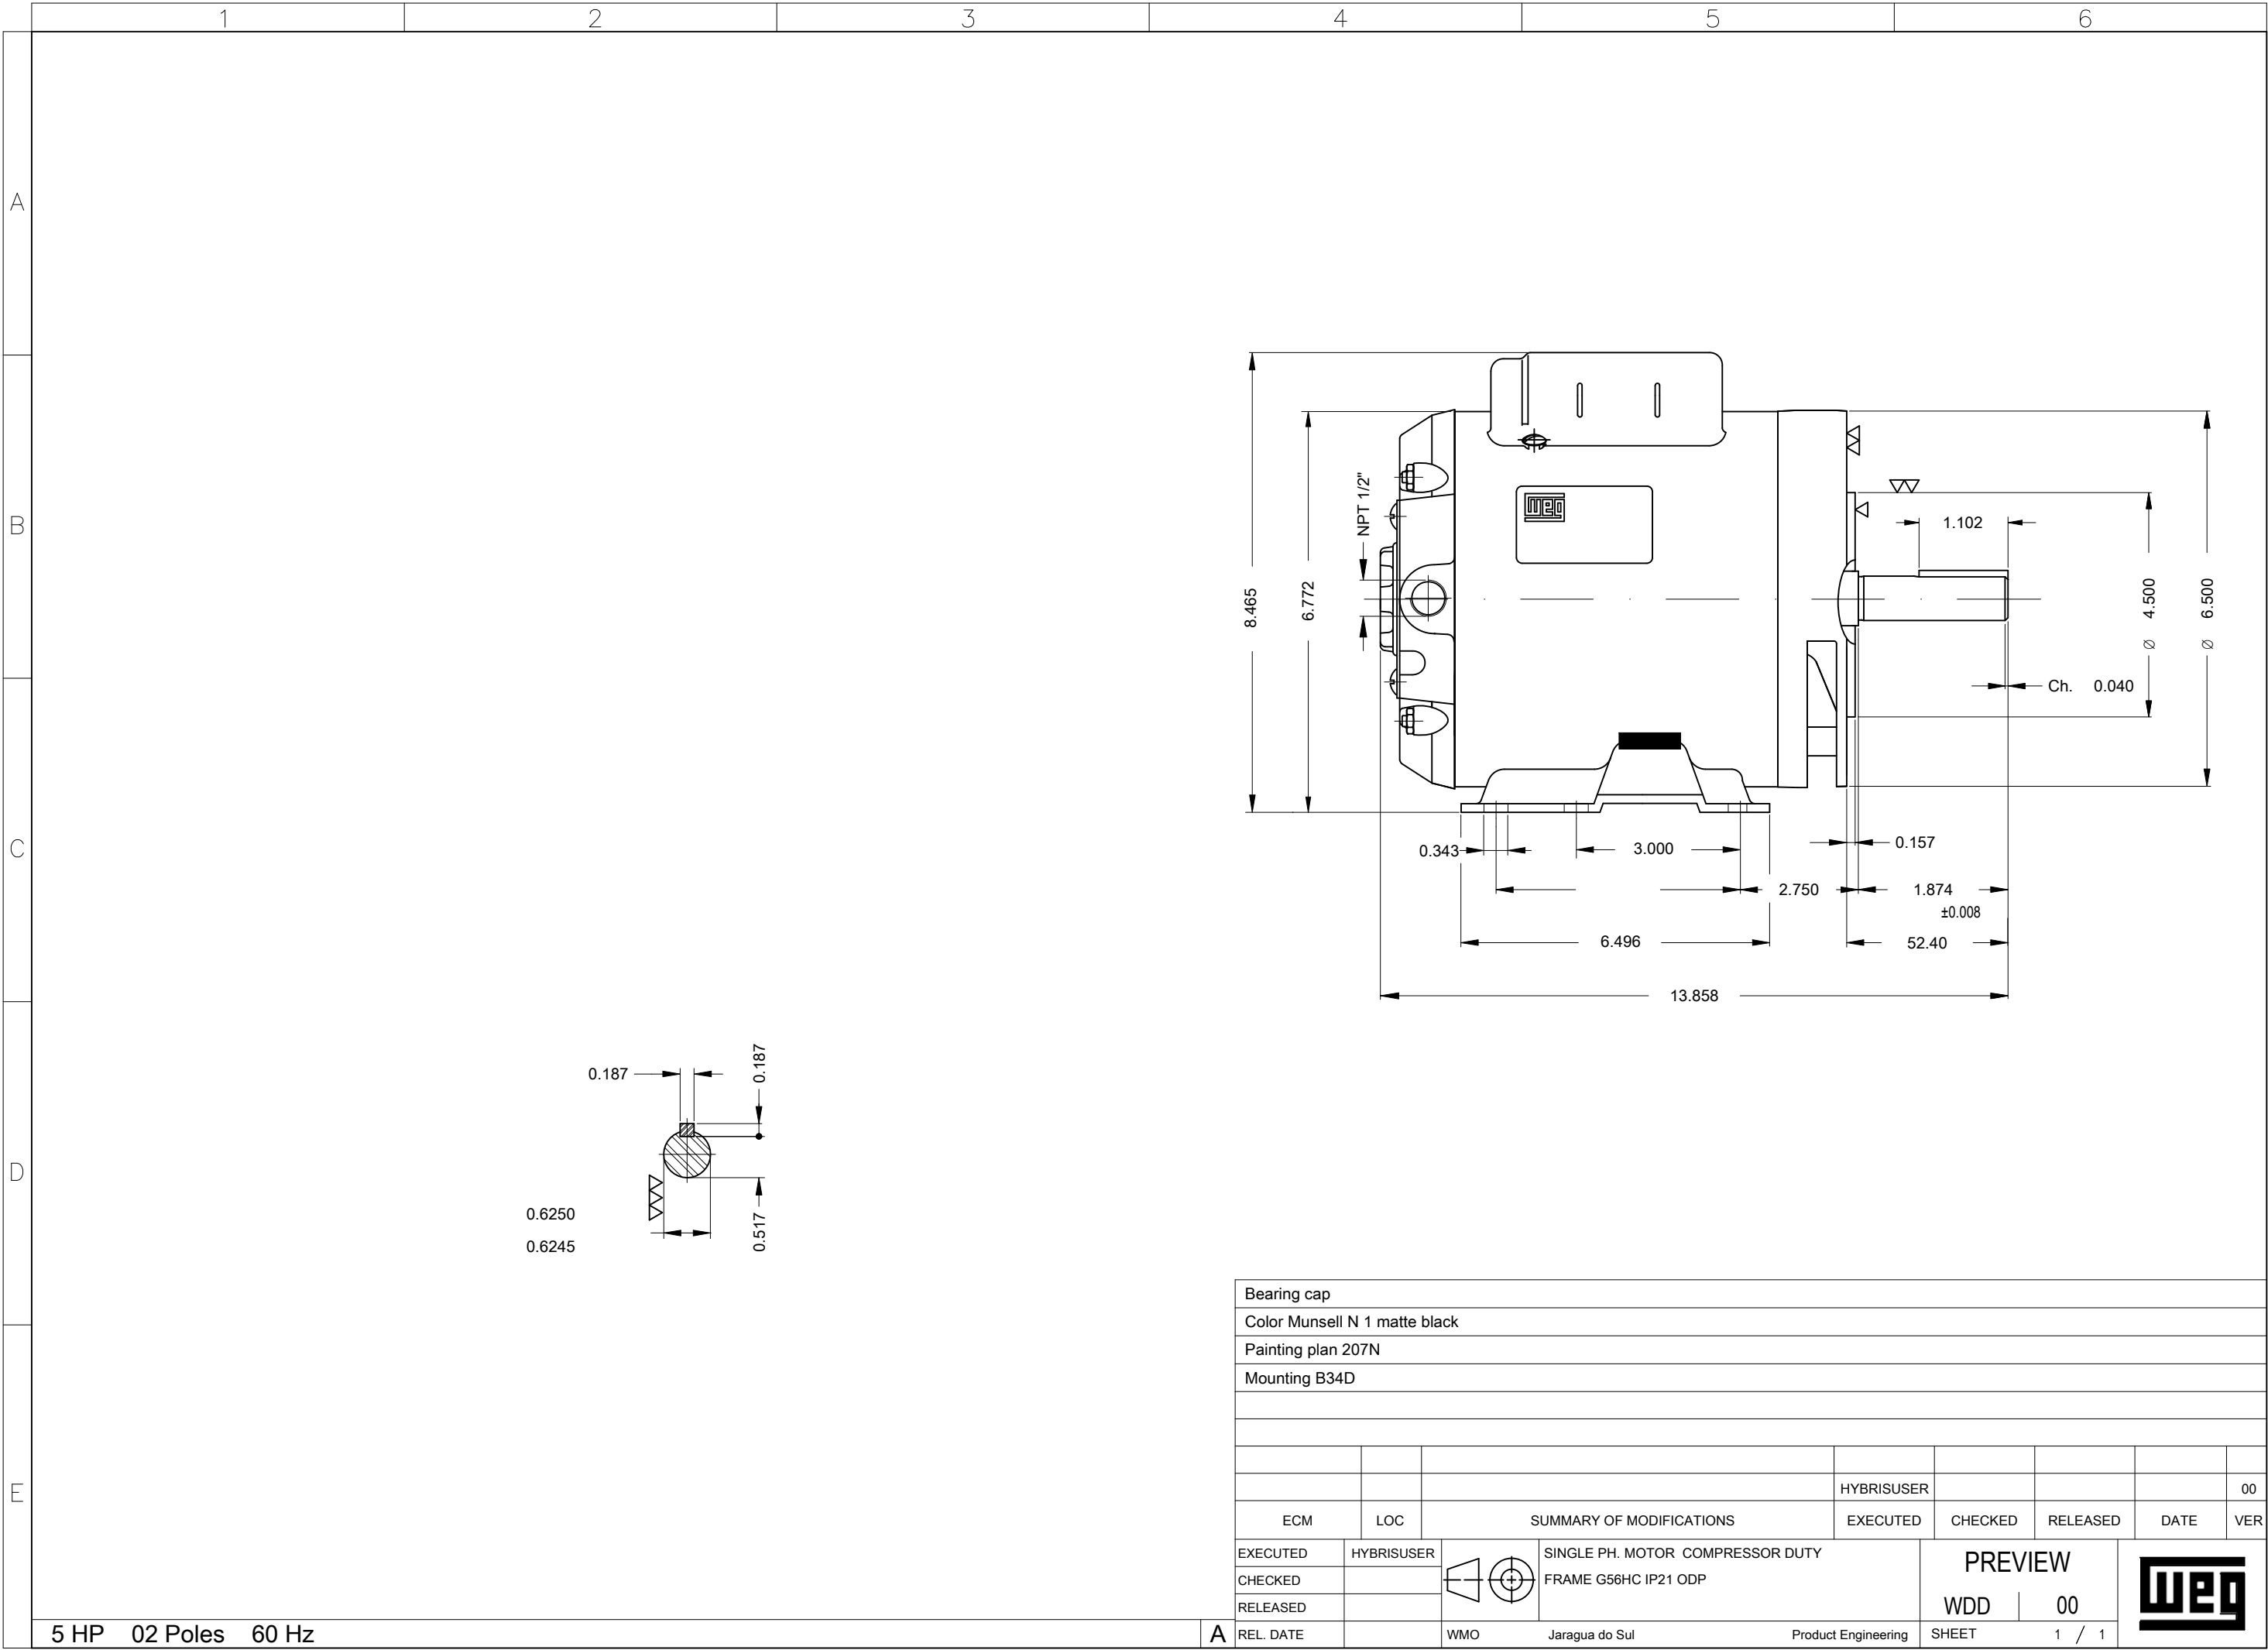 1 2 3 4 5 6
A
B
C
D
E
8.465
6.772
NPT 1/2"
weg
1.102
4.500
Ø
6.500
Ø
Ch. 0.040
0.157
0.343
3.000
2.750
1.874
±0.008
6.496
52.40
13.858
0.187
0.187
0.6250
0.6245
0.517
Bearing cap
Color Munsell N 1 matte black
Painting plan 207N
Mounting B34D
HYBRISUSER 00
ECM LOC SUMMARY OF MODIFICATIONS EXECUTED CHECKED RELEASED DATE VER
EXECUTED HYBRISUSER
CHECKED
RELEASED
REL. DATE
SINGLE PH. MOTOR COMPRESSOR DUTY
FRAME G56HC IP21 ODP
WMO Jaragua do Sul Product Engineering
PREVIEW
WDD 00
SHEET 1 / 1
weg
5 HP 02 Poles 60 Hz
A